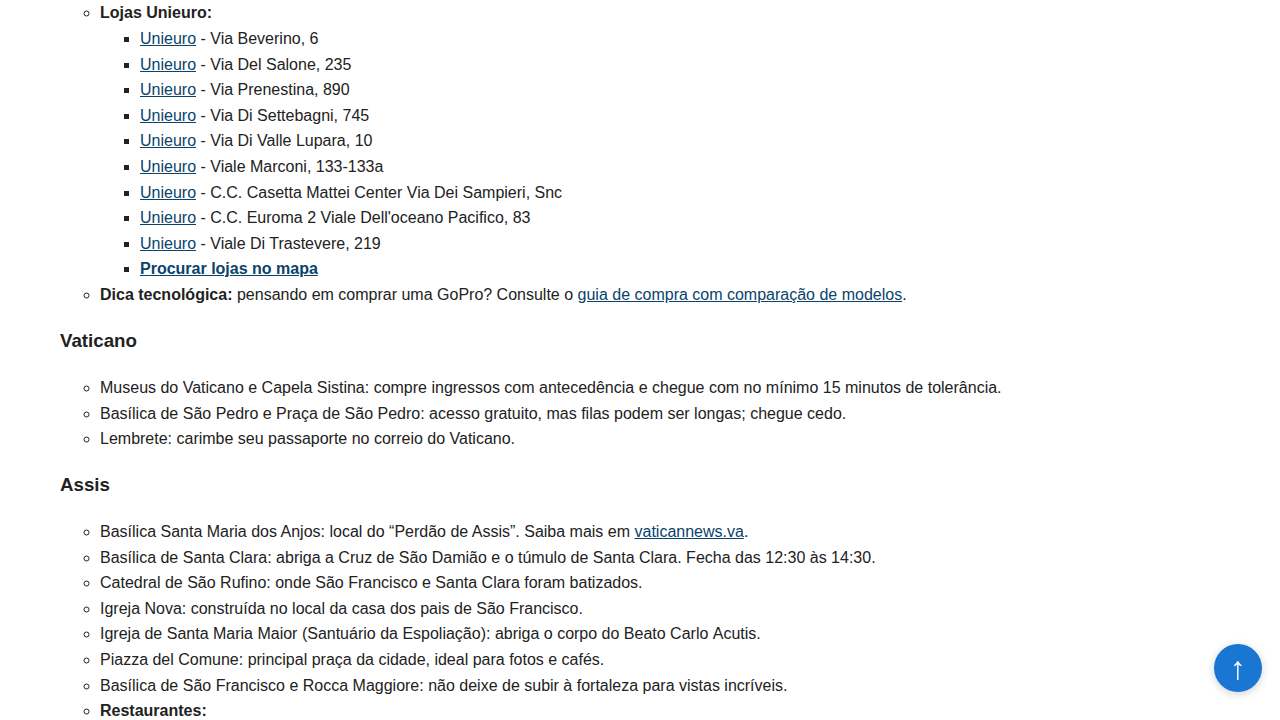 Lojas Unieuro:
Unieuro - Via Beverino, 6
Unieuro - Via Del Salone, 235
Unieuro - Via Prenestina, 890
Unieuro - Via Di Settebagni, 745
Unieuro - Via Di Valle Lupara, 10
Unieuro - Viale Marconi, 133-133a
Unieuro - C.C. Casetta Mattei Center Via Dei Sampieri, Snc
Unieuro - C.C. Euroma 2 Viale Dell'oceano Pacifico, 83
Unieuro - Viale Di Trastevere, 219
Procurar lojas no mapa
Dica tecnológica: pensando em comprar uma GoPro? Consulte o guia de compra com comparação de modelos.
Vaticano
Museus do Vaticano e Capela Sistina: compre ingressos com antecedência e chegue com no mínimo 15 minutos de tolerância.
Basílica de São Pedro e Praça de São Pedro: acesso gratuito, mas filas podem ser longas; chegue cedo.
Lembrete: carimbe seu passaporte no correio do Vaticano.
Assis
Basílica Santa Maria dos Anjos: local do “Perdão de Assis”. Saiba mais em vaticannews.va.
Basílica de Santa Clara: abriga a Cruz de São Damião e o túmulo de Santa Clara. Fecha das 12:30 às 14:30.
Catedral de São Rufino: onde São Francisco e Santa Clara foram batizados.
Igreja Nova: construída no local da casa dos pais de São Francisco.
Igreja de Santa Maria Maior (Santuário da Espoliação): abriga o corpo do Beato Carlo Acutis.
Piazza del Comune: principal praça da cidade, ideal para fotos e cafés.
Basílica de São Francisco e Rocca Maggiore: não deixe de subir à fortaleza para vistas incríveis.
Restaurantes:
↑